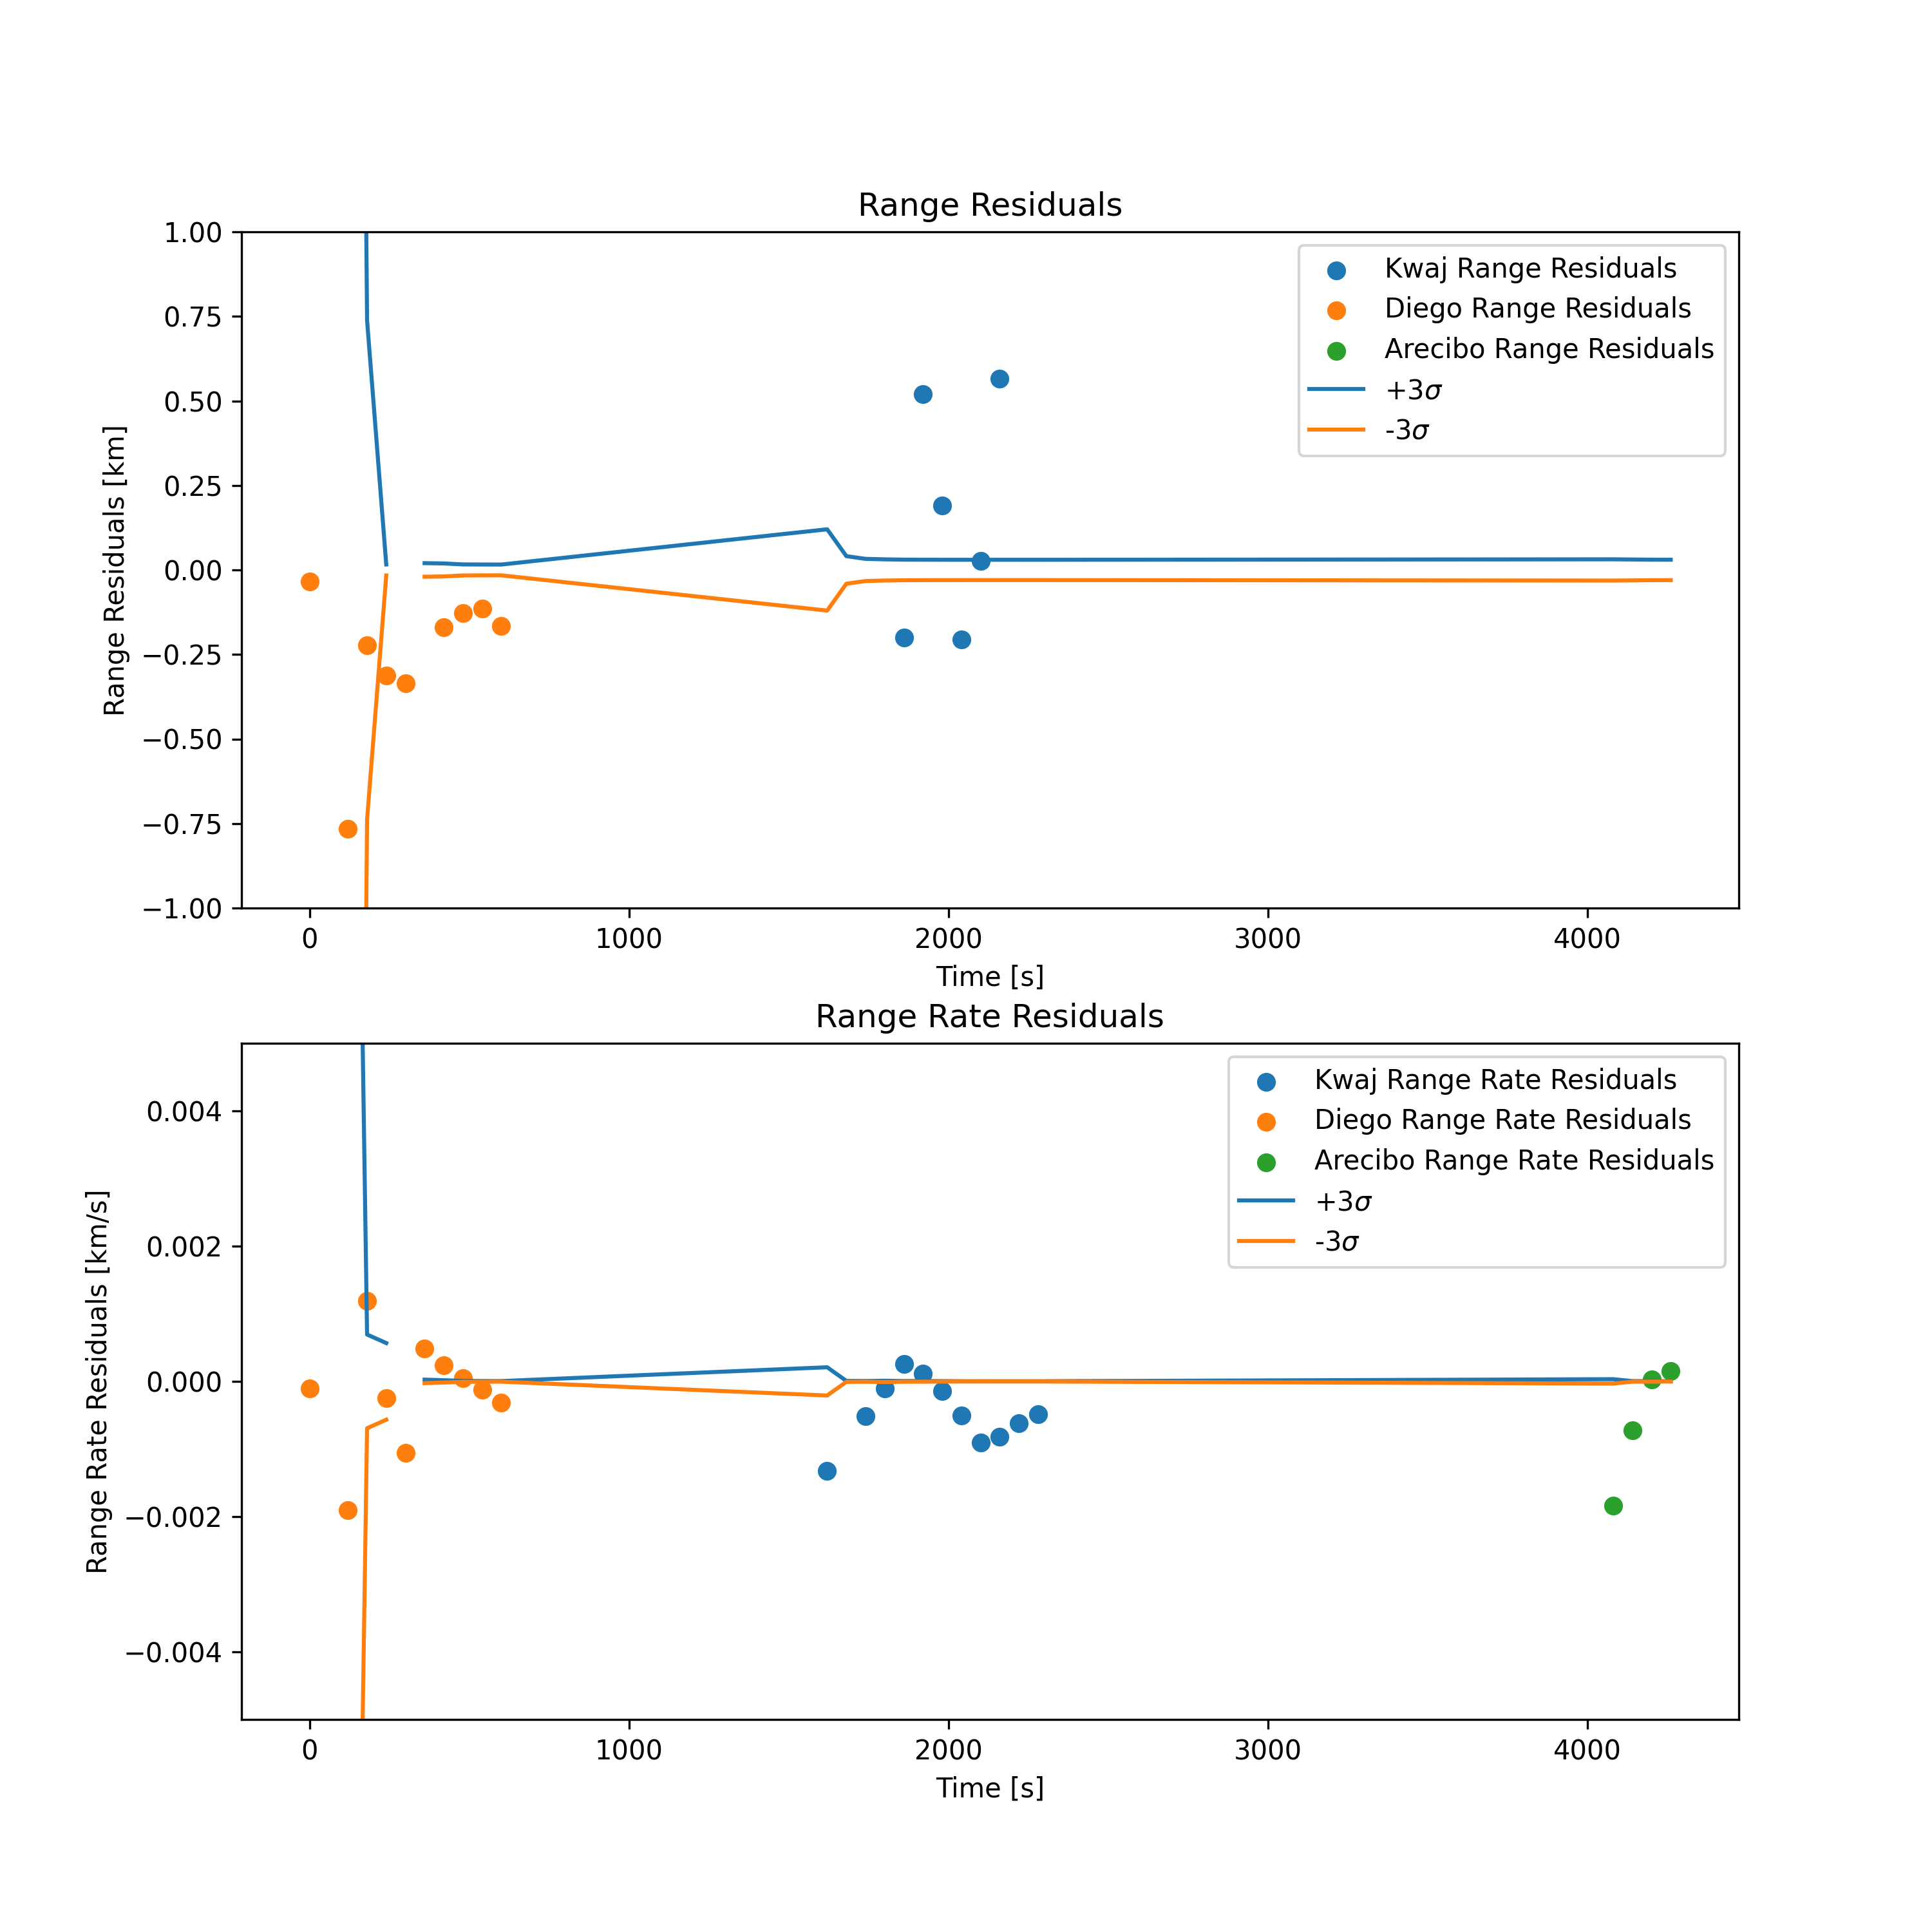 Range Residuals
1.00
0.75
0.50
0.25
0.00
−0.25
−0.50
−0.75
−1.00
Range Residuals [km]
Kwaj Range Residuals
Diego Range Residuals
Arecibo Range Residuals
+3σ
-3σ
0 1000 2000 3000 4000
Time [s]
Range Rate Residuals
0.004
0.002
0.000
−0.002
−0.004
Range Rate Residuals [km/s]
Kwaj Range Rate Residuals
Diego Range Rate Residuals
Arecibo Range Rate Residuals
+3σ
-3σ
0 1000 2000 3000 4000
Time [s]